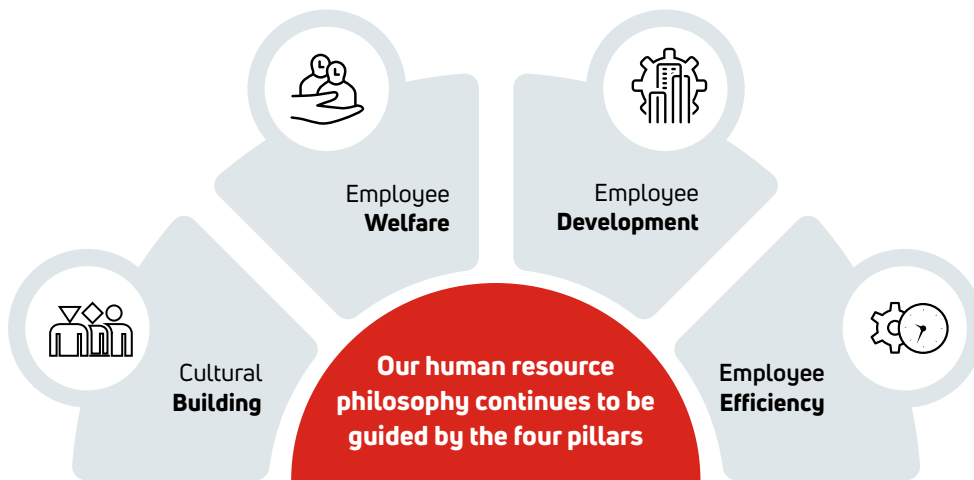 Employee
Welfare
Employee
Development
Cultural
Building
Our human resource
philosophy continues to be
guided by the four pillars
Employee
Efficiency